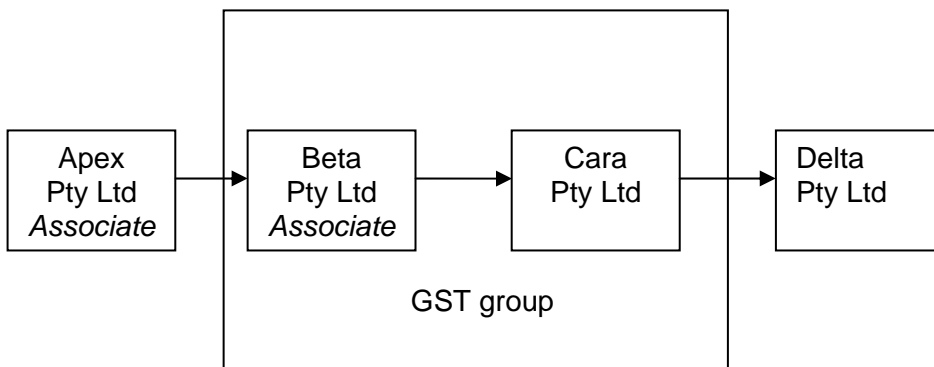 Apex
Pty Ltd
Associate
Beta
Pty Ltd
Associate
Cara
Pty Ltd
Delta
Pty Ltd
GST group